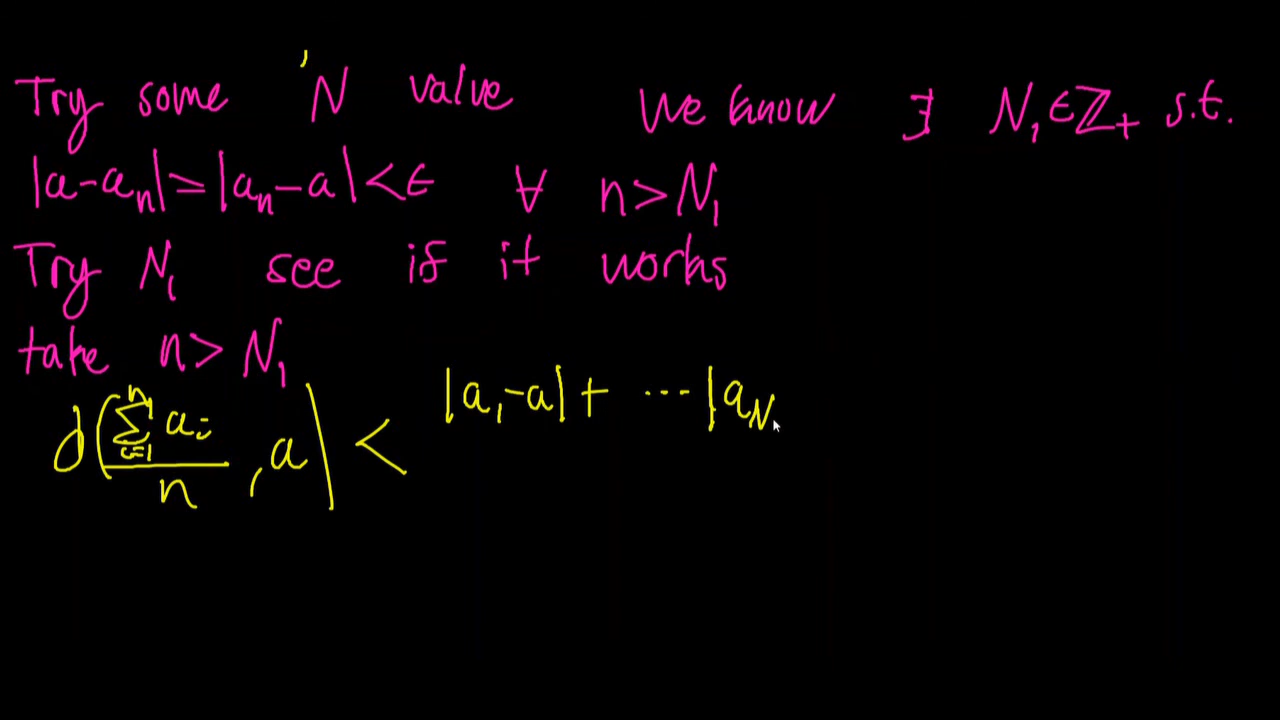 Try some 'N value We know ∃ N₁∈ℤ₊ s.t.
|a-aₙ|=|aₙ-a|<ϵ ∀ n>N₁
Try N₁ see if it works
take n> N₁
d(∑ᵢ₌₁ⁿ aᵢ / n , a) < |a₁-a|+ ...|a_N